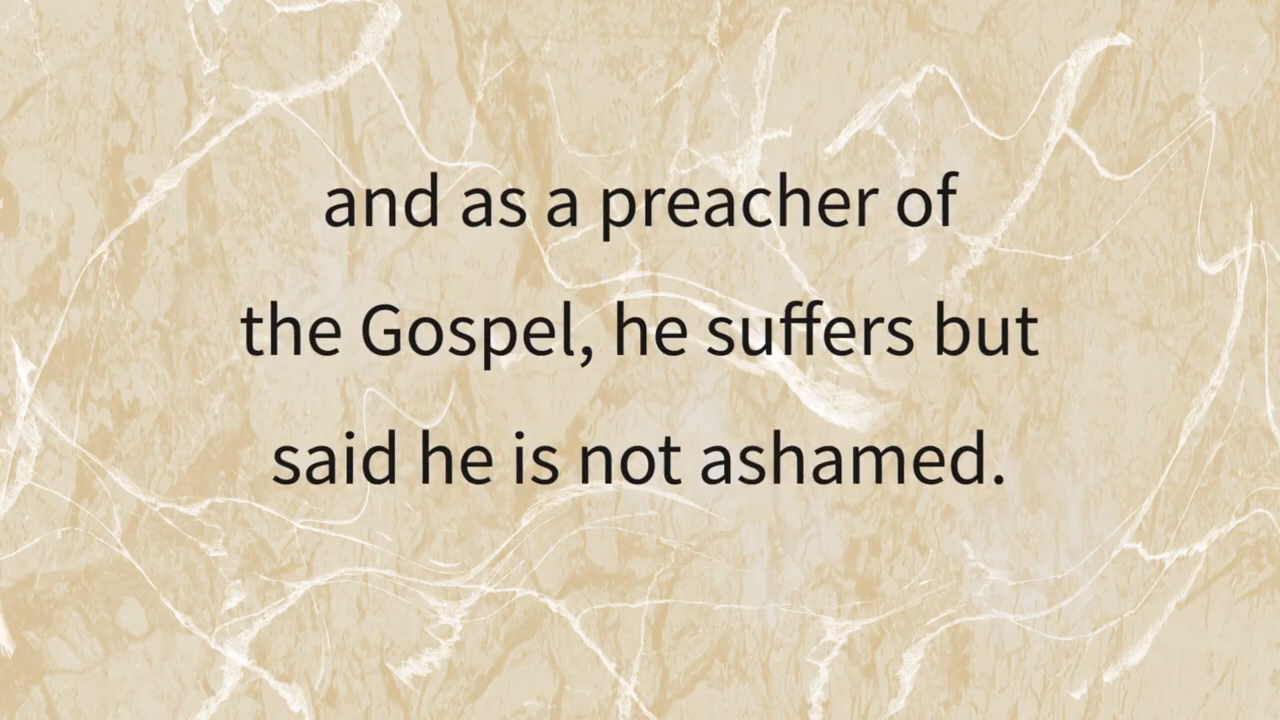 and as a preacher of
the Gospel, he suffers but
said he is not ashamed.